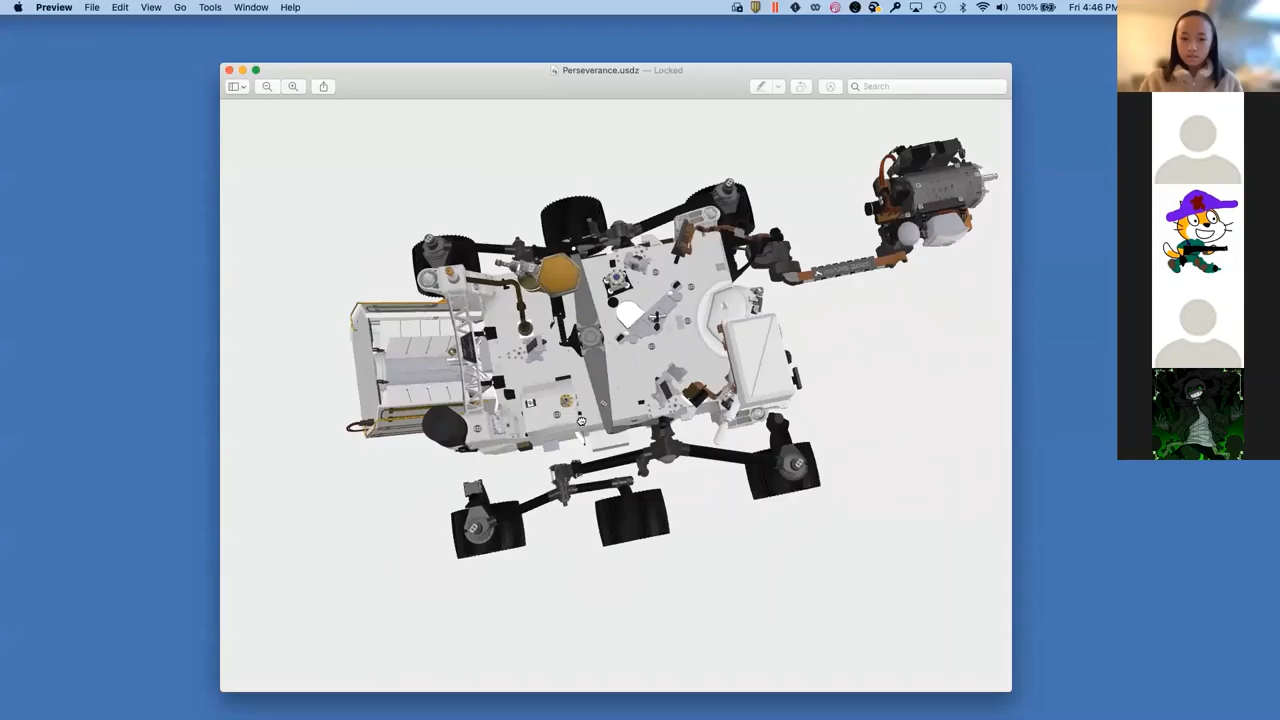 Preview File Edit View Go Tools Window Help 100% Fri 4:46 PM
Perseverance.usdz — Locked
Search